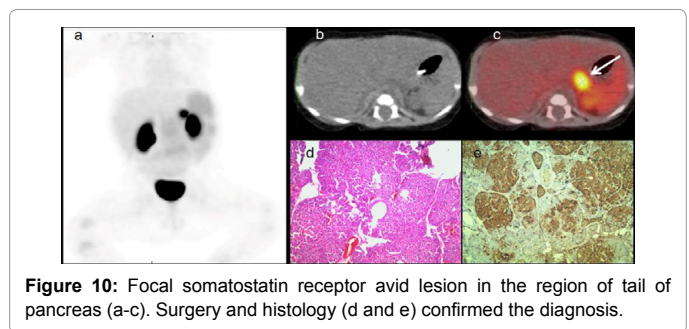 a
b
c
d
e
Figure 10: Focal somatostatin receptor avid lesion in the region of tail of
pancreas (a-c). Surgery and histology (d and e) confirmed the diagnosis.